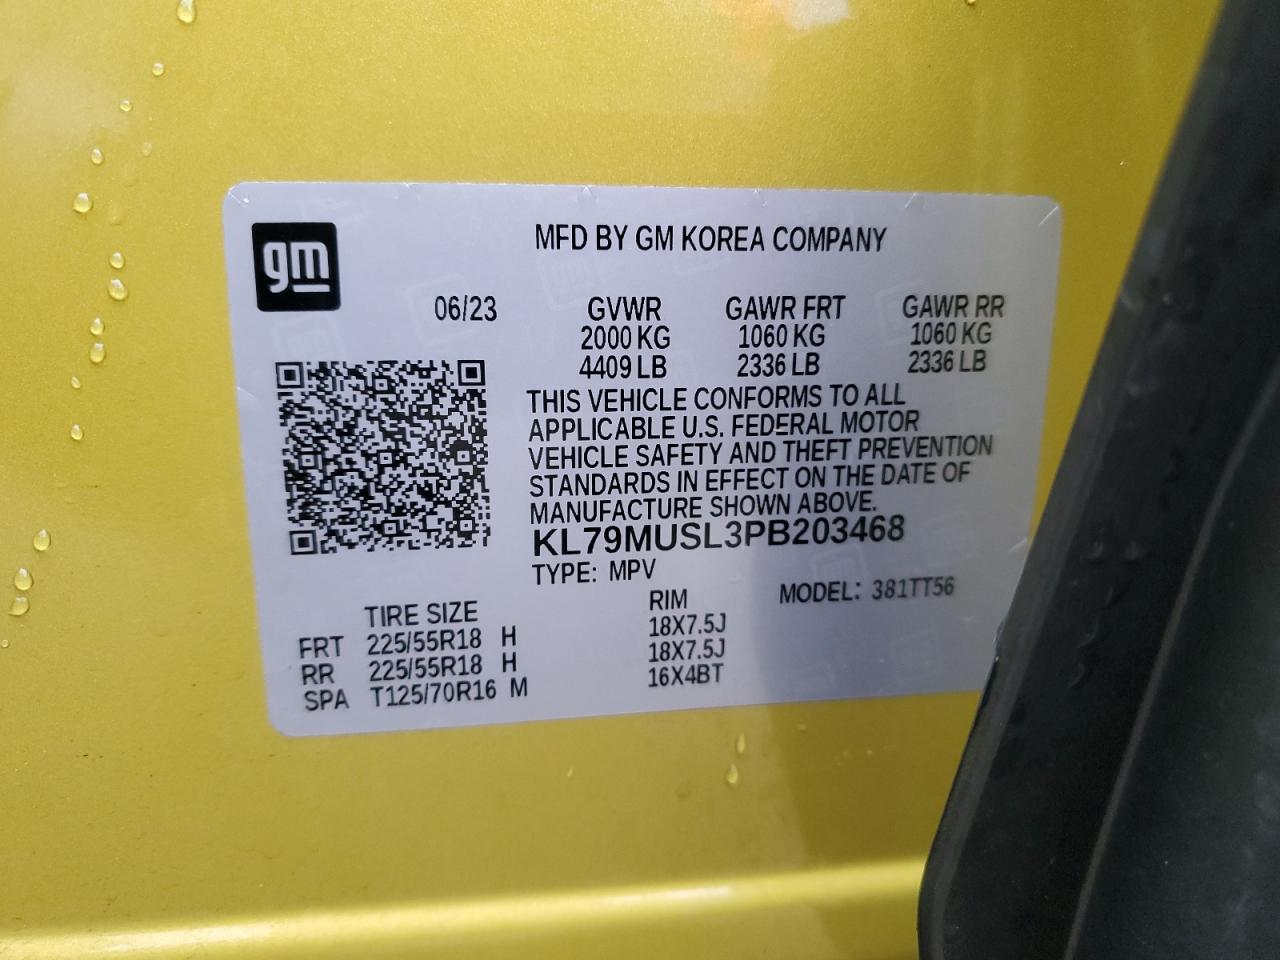 gm
MFD BY GM KOREA COMPANY
06/23 GVWR GAWR FRT GAWR RR
2000 KG 1060 KG 1060 KG
4409 LB 2336 LB 2336 LB
THIS VEHICLE CONFORMS TO ALL
APPLICABLE U.S. FEDERAL MOTOR
VEHICLE SAFETY AND THEFT PREVENTION
STANDARDS IN EFFECT ON THE DATE OF
MANUFACTURE SHOWN ABOVE.
KL79MUSL3PB203468
TYPE: MPV MODEL: 381TT56
TIRE SIZE RIM
FRT 225/55R18 H 18X7.5J
RR 225/55R18 H 18X7.5J
SPA T125/70R16 M 16X4BT